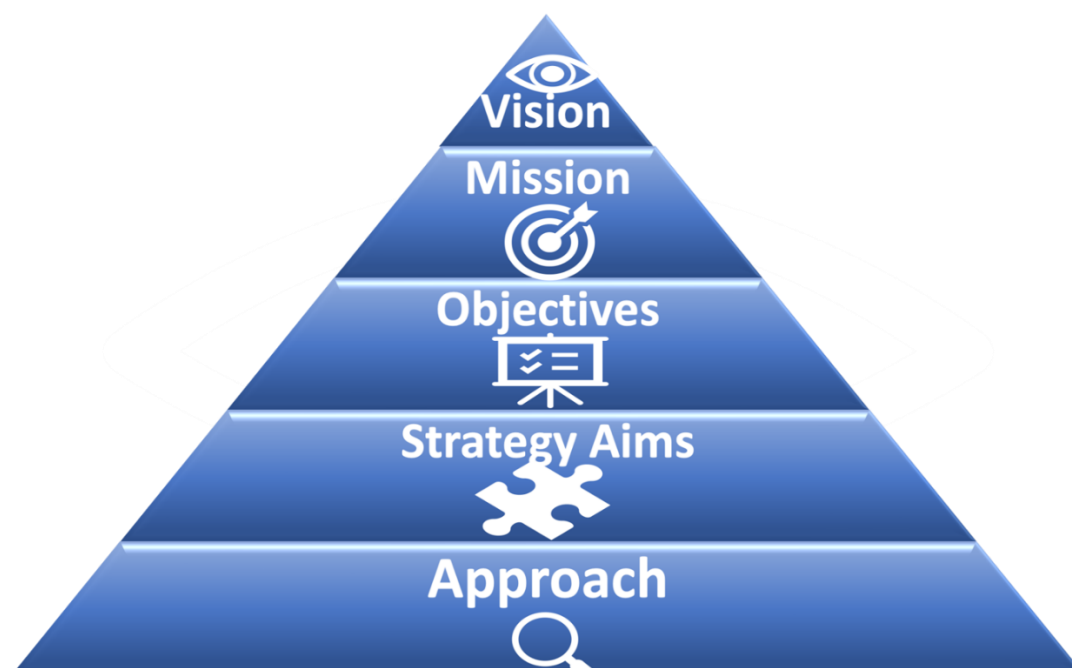 Vision
Mission
Objectives
Strategy Aims
Approach